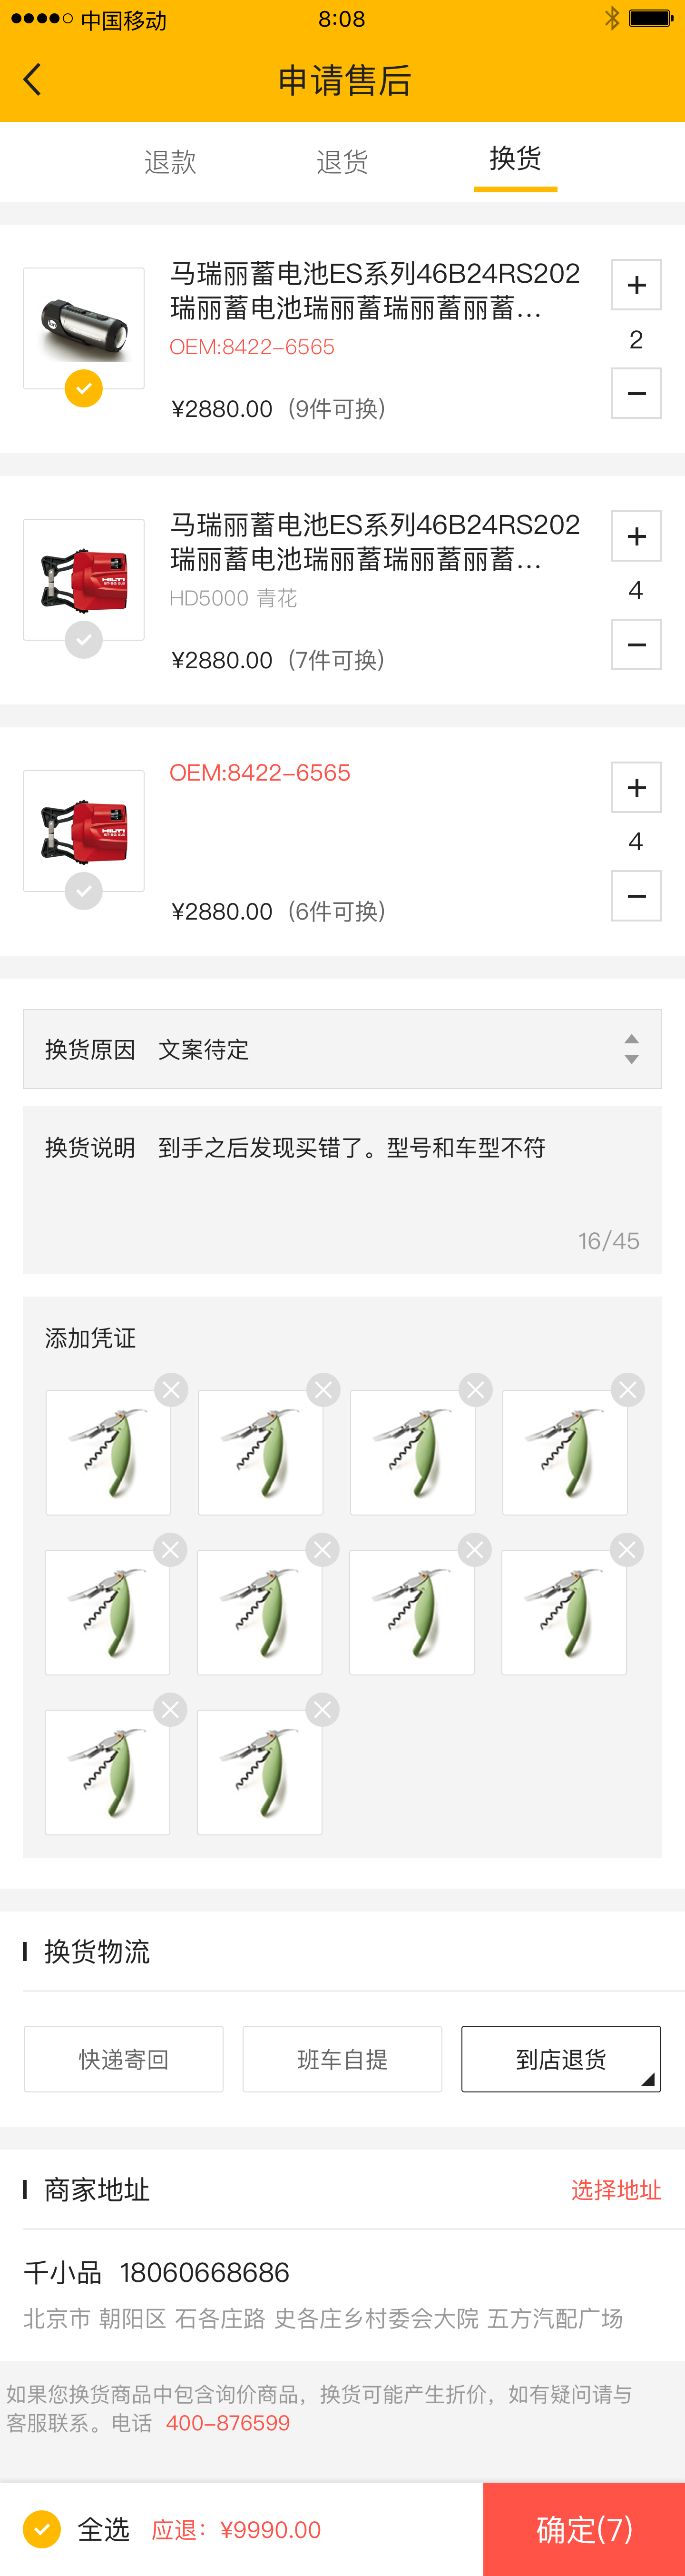 中国移动 8:08
申请售后
退款 退货 换货
马瑞丽蓄电池ES系列46B24RS202
瑞丽蓄电池瑞丽蓄瑞丽蓄丽蓄...
OEM:8422-6565
¥2880.00 (9件可换)
+
2
−
马瑞丽蓄电池ES系列46B24RS202
瑞丽蓄电池瑞丽蓄瑞丽蓄丽蓄...
HD5000 青花
¥2880.00 (7件可换)
+
4
−
HILTI
OEM:8422-6565
¥2880.00 (6件可换)
+
4
−
HILTI
换货原因 文案待定
换货说明 到手之后发现买错了。型号和车型不符
16/45
添加凭证
换货物流
快递寄回 班车自提 到店退货
商家地址 选择地址
千小品 18060668686
北京市 朝阳区 石各庄路 史各庄乡村委会大院 五方汽配广场
如果您换货商品中包含询价商品，换货可能产生折价，如有疑问请与
客服联系。电话 400-876599
全选 应退：¥9990.00 确定(7)